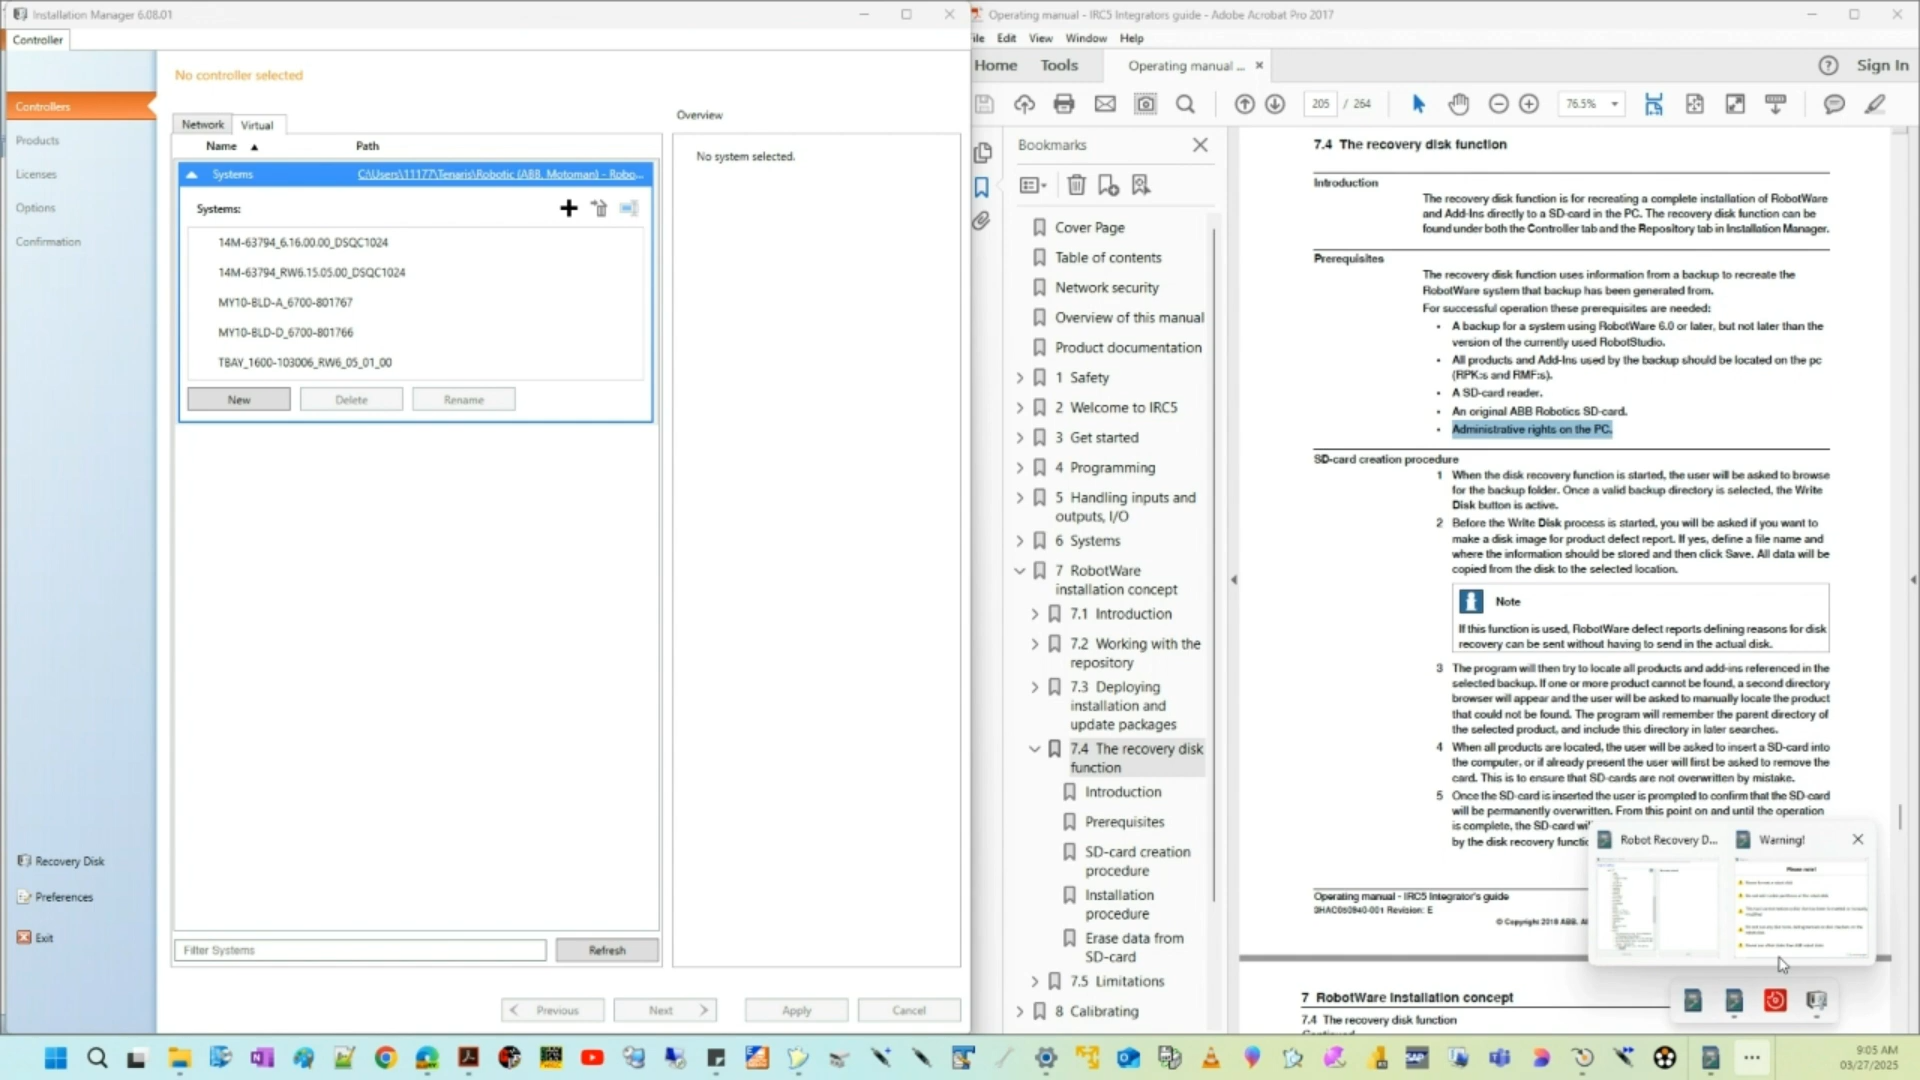 Installation Manager 6.08.01
Controller
Controllers
Products
Licenses
Options
Confirmation
Recovery Disk
Preferences
Exit
No controller selected
Network
Virtual
Name
Path
Systems
C:\Users\11177\Tenaris\Robotic (ABB, Motoman) - Robo...
Systems:
14M-63794_6.16.00.00_DSQC1024
14M-63794_RW6.15.05.00_DSQC1024
MY10-BLD-A_6700-801767
MY10-BLD-D_6700-801766
TBAY_1600-103006_RW6_05_01_00
New
Delete
Rename
Filter Systems
Refresh
Overview
No system selected.
Previous
Next
Apply
Cancel
Operating manual - IRC5 Integrators guide - Adobe Acrobat Pro 2017
ile Edit View Window Help
Home
Tools
Operating manual ...
Sign In
205 / 264
76.5%
Bookmarks
Cover Page
Table of contents
Network security
Overview of this manual
Product documentation
1 Safety
2 Welcome to IRC5
3 Get started
4 Programming
5 Handling inputs and
outputs, I/O
6 Systems
7 RobotWare
installation concept
7.1 Introduction
7.2 Working with the
repository
7.3 Deploying
installation and
update packages
7.4 The recovery disk
function
Introduction
Prerequisites
SD-card creation
procedure
Installation
procedure
Erase data from
SD-card
7.5 Limitations
8 Calibrating
7.4 The recovery disk function
Introduction
The recovery disk function is for recreating a complete installation of RobotWare
and Add-Ins directly to a SD-card in the PC. The recovery disk function can be
found under both the Controller tab and the Repository tab in Installation Manager.
Prerequisites
The recovery disk function uses information from a backup to recreate the
RobotWare system that backup has been generated from.
For successful operation these prerequisites are needed:
• A backup for a system using RobotWare 6.0 or later, but not later than the
version of the currently used RobotStudio.
• All products and Add-Ins used by the backup should be located on the pc
(RPK:s and RMF:s).
• A SD-card reader.
• An original ABB Robotics SD-card.
• Administrative rights on the PC.
SD-card creation procedure
1 When the disk recovery function is started, the user will be asked to browse
for the backup folder. Once a valid backup directory is selected, the Write
Disk button is active.
2 Before the Write Disk process is started, you will be asked if you want to
make a disk image for product defect report. If yes, define a file name and
where the information should be stored and then click Save. All data will be
copied from the disk to the selected location.
Note
If this function is used, RobotWare defect reports defining reasons for disk
recovery can be sent without having to send in the actual disk.
3 The program will then try to locate all products and add-ins referenced in the
selected backup. If one or more product cannot be found, a second directory
browser will appear and the user will be asked to manually locate the product
that could not be found. The program will remember the parent directory of
the selected product, and include this directory in later searches.
4 When all products are located, the user will be asked to insert a SD-card into
the computer, or if already present the user will first be asked to remove the
card. This is to ensure that SD-cards are not overwritten by mistake.
5 Once the SD-card is inserted the user is prompted to confirm that the SD-card
will be permanently overwritten. From this point on and until the operation
is complete, the SD-card wil
by the disk recovery functio
Robot Recovery D...
Warning!
Please note!
Operating manual - IRC5 Integrator's guide
3HAC050940-001 Revision: E
© Copyright 2018 ABB. Al
7 RobotWare installation concept
7.4 The recovery disk function
9:05 AM
03/27/2025